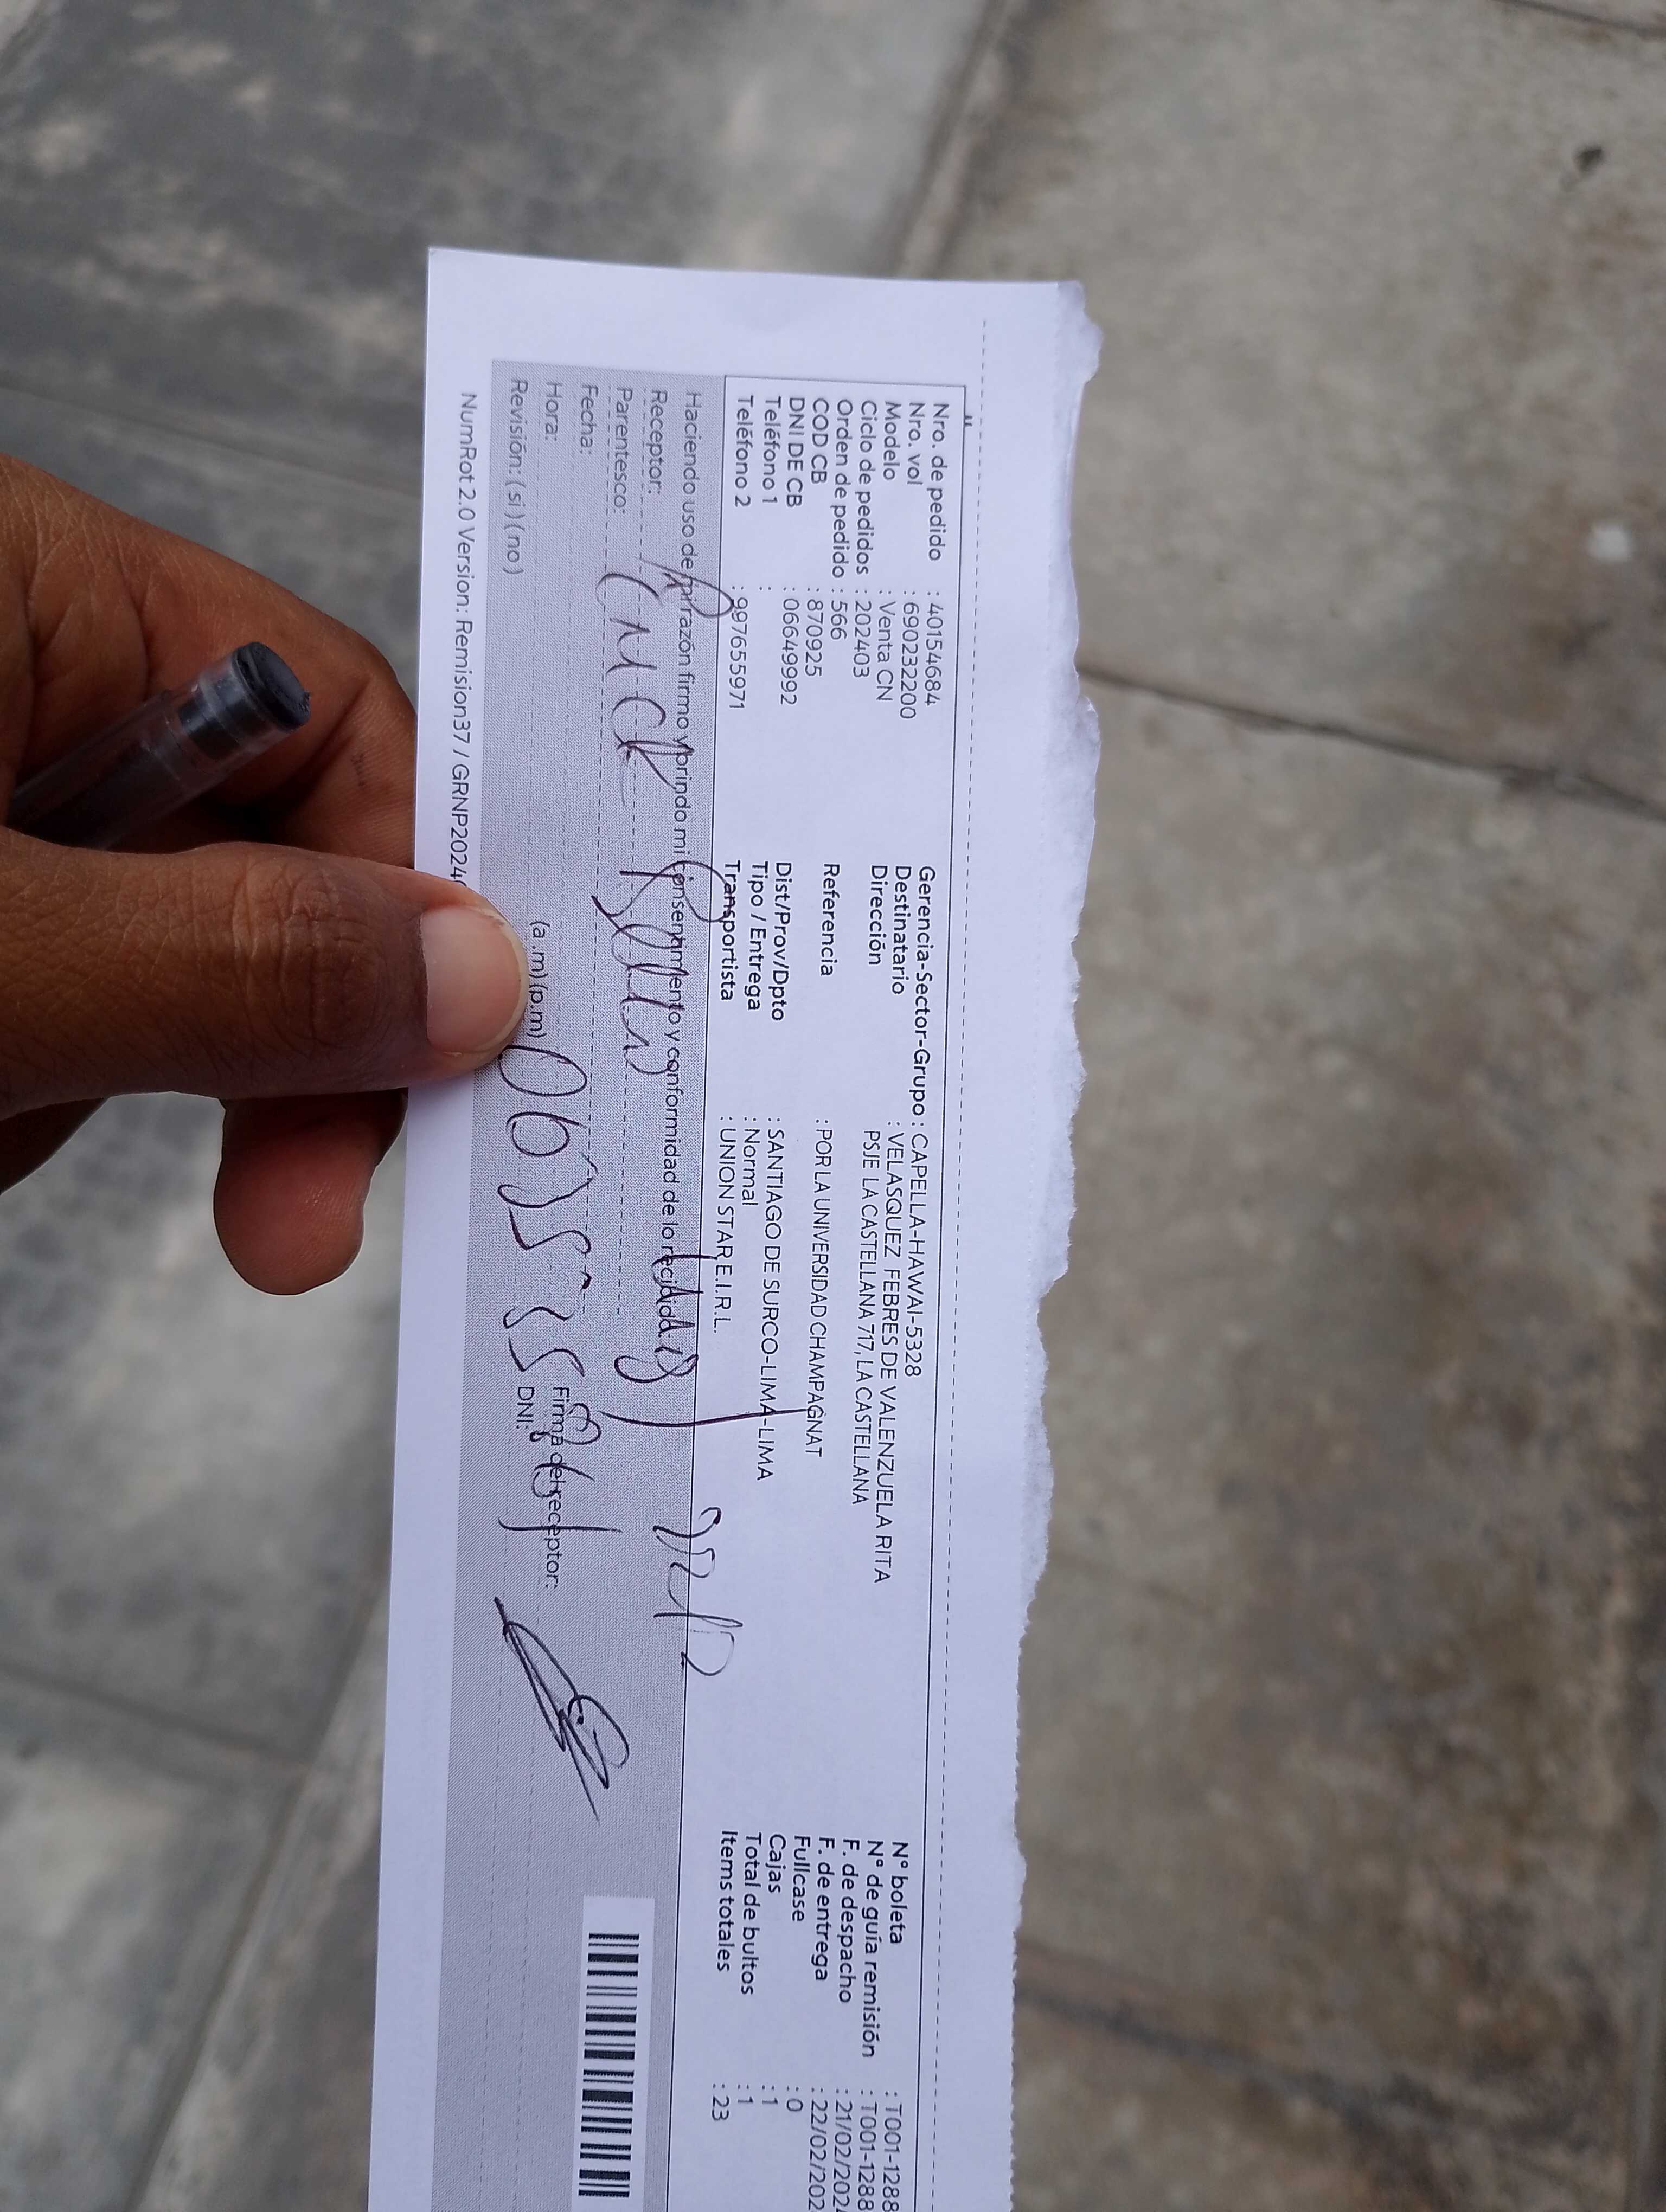 Nro. de pedido : 40154684
Nro. vol : 690232200
Modelo : Venta CN
Ciclo de pedidos : 202403
Orden de pedido : 566
COD CB : 870925
DNI DE CB : 06649992
Teléfono 1 :
Teléfono 2 : 997655971
Gerencia-Sector-Grupo : CAPELLA-HAWAI-5328
Destinatario : VELASQUEZ FEBRES DE VALENZUELA RITA
Dirección PSJE LA CASTELLANA 717, LA CASTELLANA
Referencia : POR LA UNIVERSIDAD CHAMPAGNAT
Dist/Prov/Dpto : SANTIAGO DE SURCO-LIMA-LIMA
Tipo / Entrega : Normal
Transportista : UNION STAR E.I.R.L.
N° boleta : T001-1288
N° de guía remisión : T001-1288
F. de despacho : 21/02/2024
F. de entrega : 22/02/202
Fullcase : 0
Cajas : 1
Total de bultos : 1
Items totales : 23
Haciendo uso de mi razón firmo y brindo mi consentimiento y conformidad de lo recibido.
Receptor:
Parentesco:
Fecha:
Hora: (a.m) (p.m) Firma del receptor:
Revisión: ( si ) ( no ) DNI:
NumRot 2.0 Version: Remision37 / GRNP2024